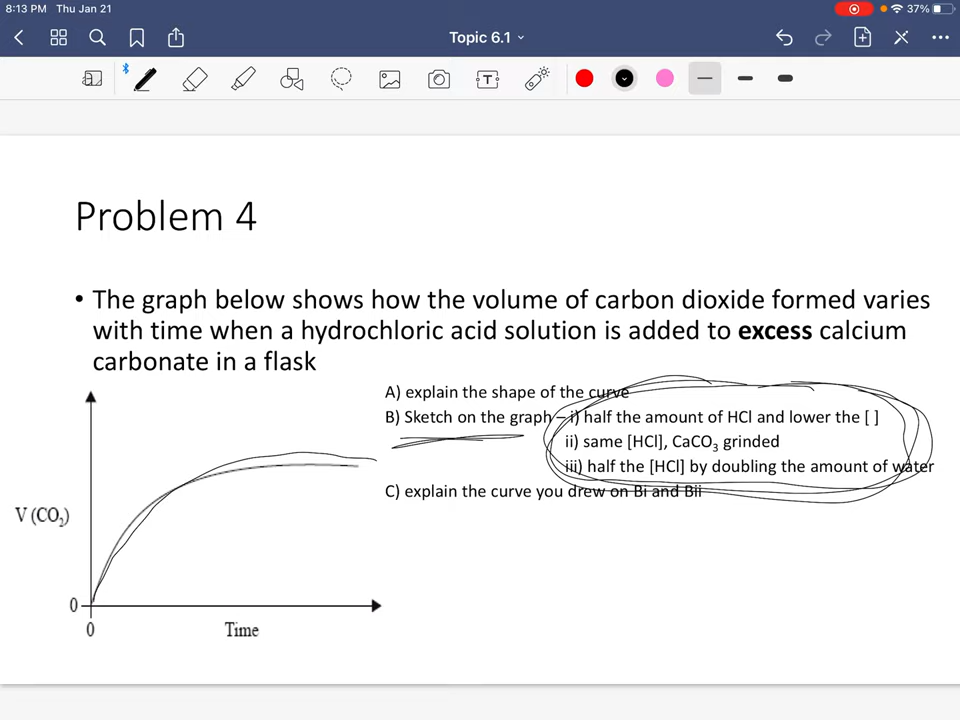 8:13 PM Thu Jan 21
37%
Topic 6.1
T
Problem 4
• The graph below shows how the volume of carbon dioxide formed varies
with time when a hydrochloric acid solution is added to excess calcium
carbonate in a flask
A) explain the shape of the curve
B) Sketch on the graph – i) half the amount of HCl and lower the [ ]
ii) same [HCl], CaCO₃ grinded
iii) half the [HCl] by doubling the amount of water
C) explain the curve you drew on Bi and Bii
V (CO₂)
0
0
Time